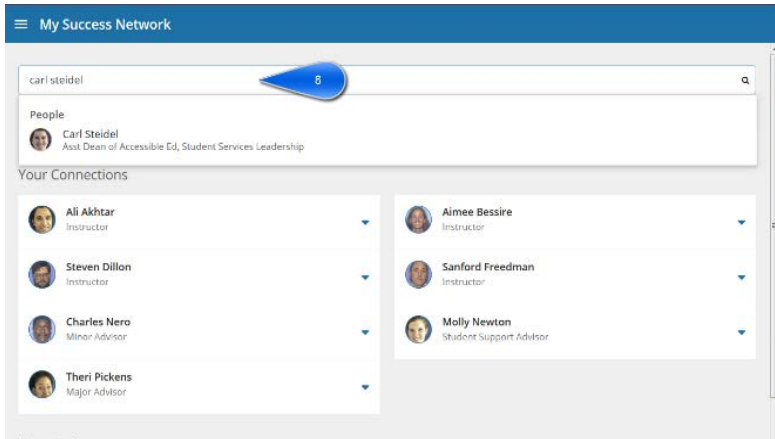 My Success Network
carl steidel
8
People
Carl Steidel
Asst Dean of Accessible Ed, Student Services Leadership
Your Connections
Ali Akhtar
Instructor
Aimee Bessire
Instructor
Steven Dillon
Instructor
Sanford Freedman
Instructor
Charles Nero
Minor Advisor
Molly Newton
Student Support Advisor
Theri Pickens
Major Advisor